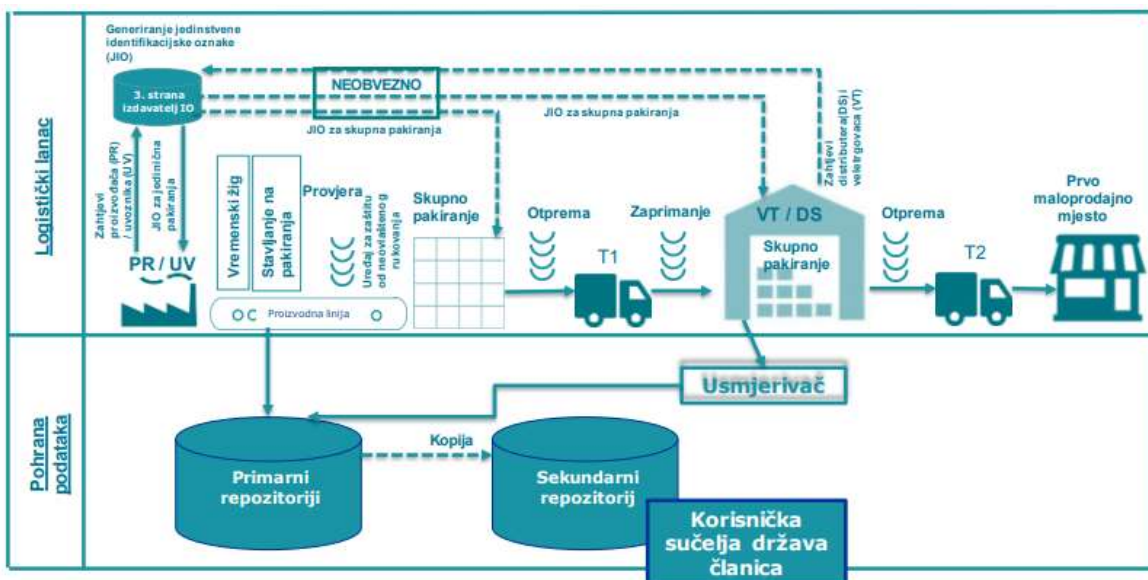 Logistički lanac
Generiranje jedinstvene
identifikacijske oznake
(JIO)
3. strana
izdavatelj IO
NEOBVEZNO
JIO za skupna pakiranja
JIO za skupna pakiranja
Zahtjevi
proizvođača (PR)
/ uvoznika (UV)
JIO za jedinična
pakiranja
PR / UV
Vremenski žig
Stavljanje na
pakiranja
Provjera
Uređaj za zaštitu
od neovlaštenog
rukovanja
Proizvodna linija
Skupno
pakiranje
Otprema
T1
Zaprimanje
VT / DS
Skupno
pakiranje
Zahtjevi
distributera(DS) i
veletrgovaca (VT)
Otprema
T2
Prvo
maloprodajno
mjesto
Pohrana
podataka
Usmjerivač
Primarni
repozitoriji
Kopija
Sekundarni
repozitorij
Korisnička
sučelja država
članica